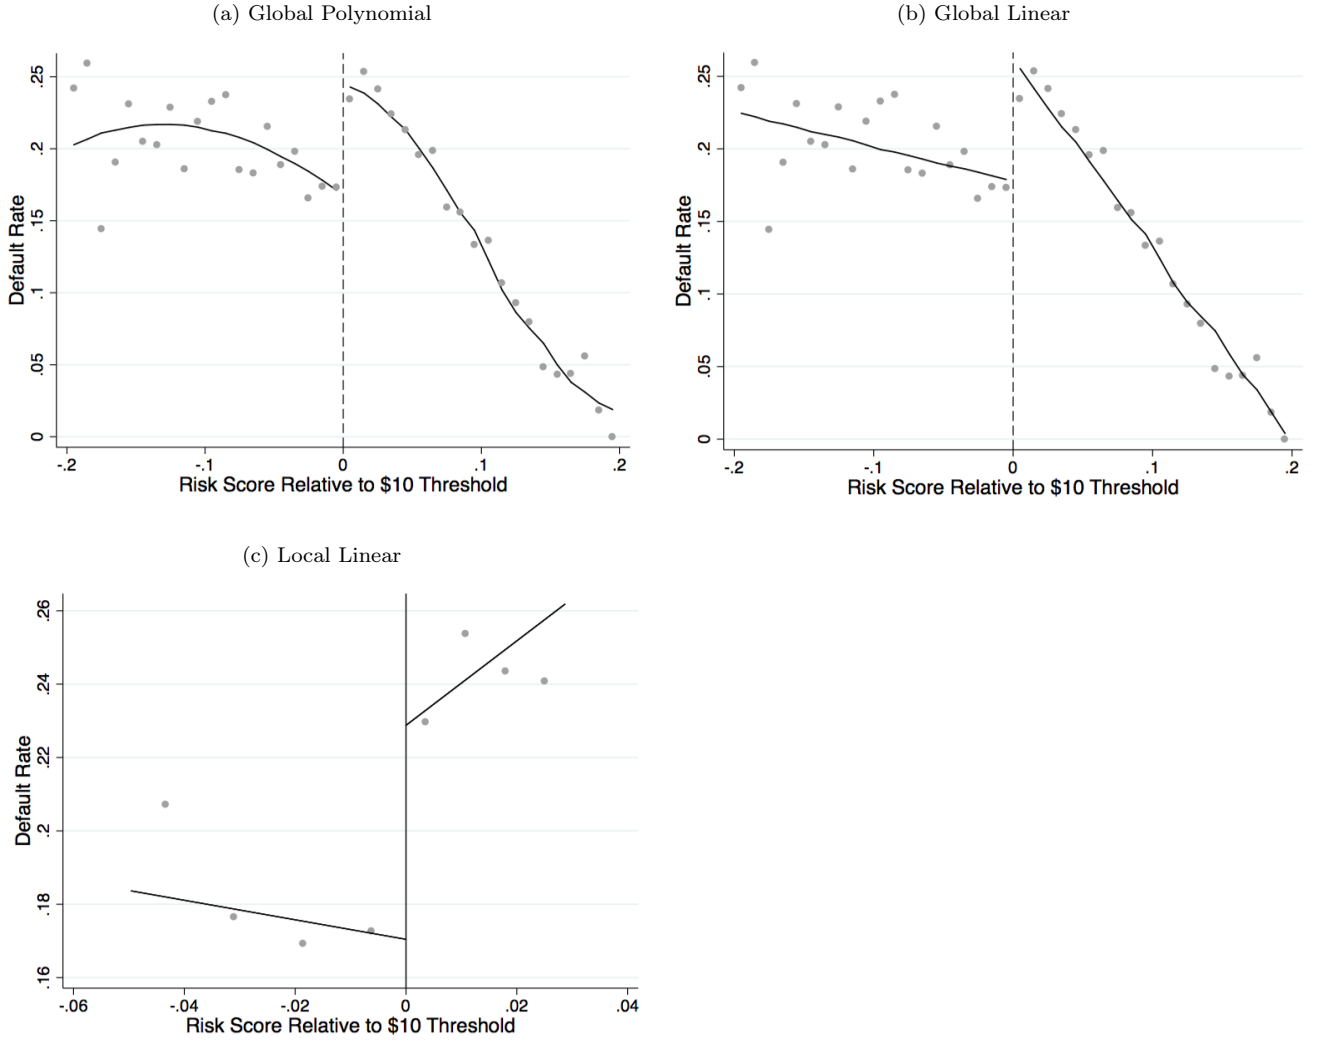 (a) Global Polynomial
Default Rate
.25
.2
.15
.1
.05
0
-.2 -.1 0 .1 .2
Risk Score Relative to $10 Threshold
(b) Global Linear
Default Rate
.25
.2
.15
.1
.05
0
-.2 -.1 0 .1 .2
Risk Score Relative to $10 Threshold
(c) Local Linear
Default Rate
.26
.24
.22
.2
.18
.16
-.06 -.04 -.02 0 .02 .04
Risk Score Relative to $10 Threshold